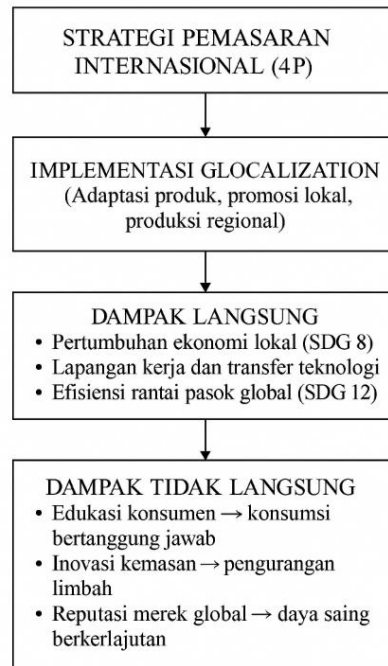 STRATEGI PEMASARAN
INTERNASIONAL (4P)
IMPLEMENTASI GLOCALIZATION
(Adaptasi produk, promosi lokal,
produksi regional)
DAMPAK LANGSUNG
• Pertumbuhan ekonomi lokal (SDG 8)
• Lapangan kerja dan transfer teknologi
• Efisiensi rantai pasok global (SDG 12)
DAMPAK TIDAK LANGSUNG
• Edukasi konsumen → konsumsi
bertanggung jawab
• Inovasi kemasan → pengurangan
limbah
• Reputasi merek global → daya saing
berkerlajutan